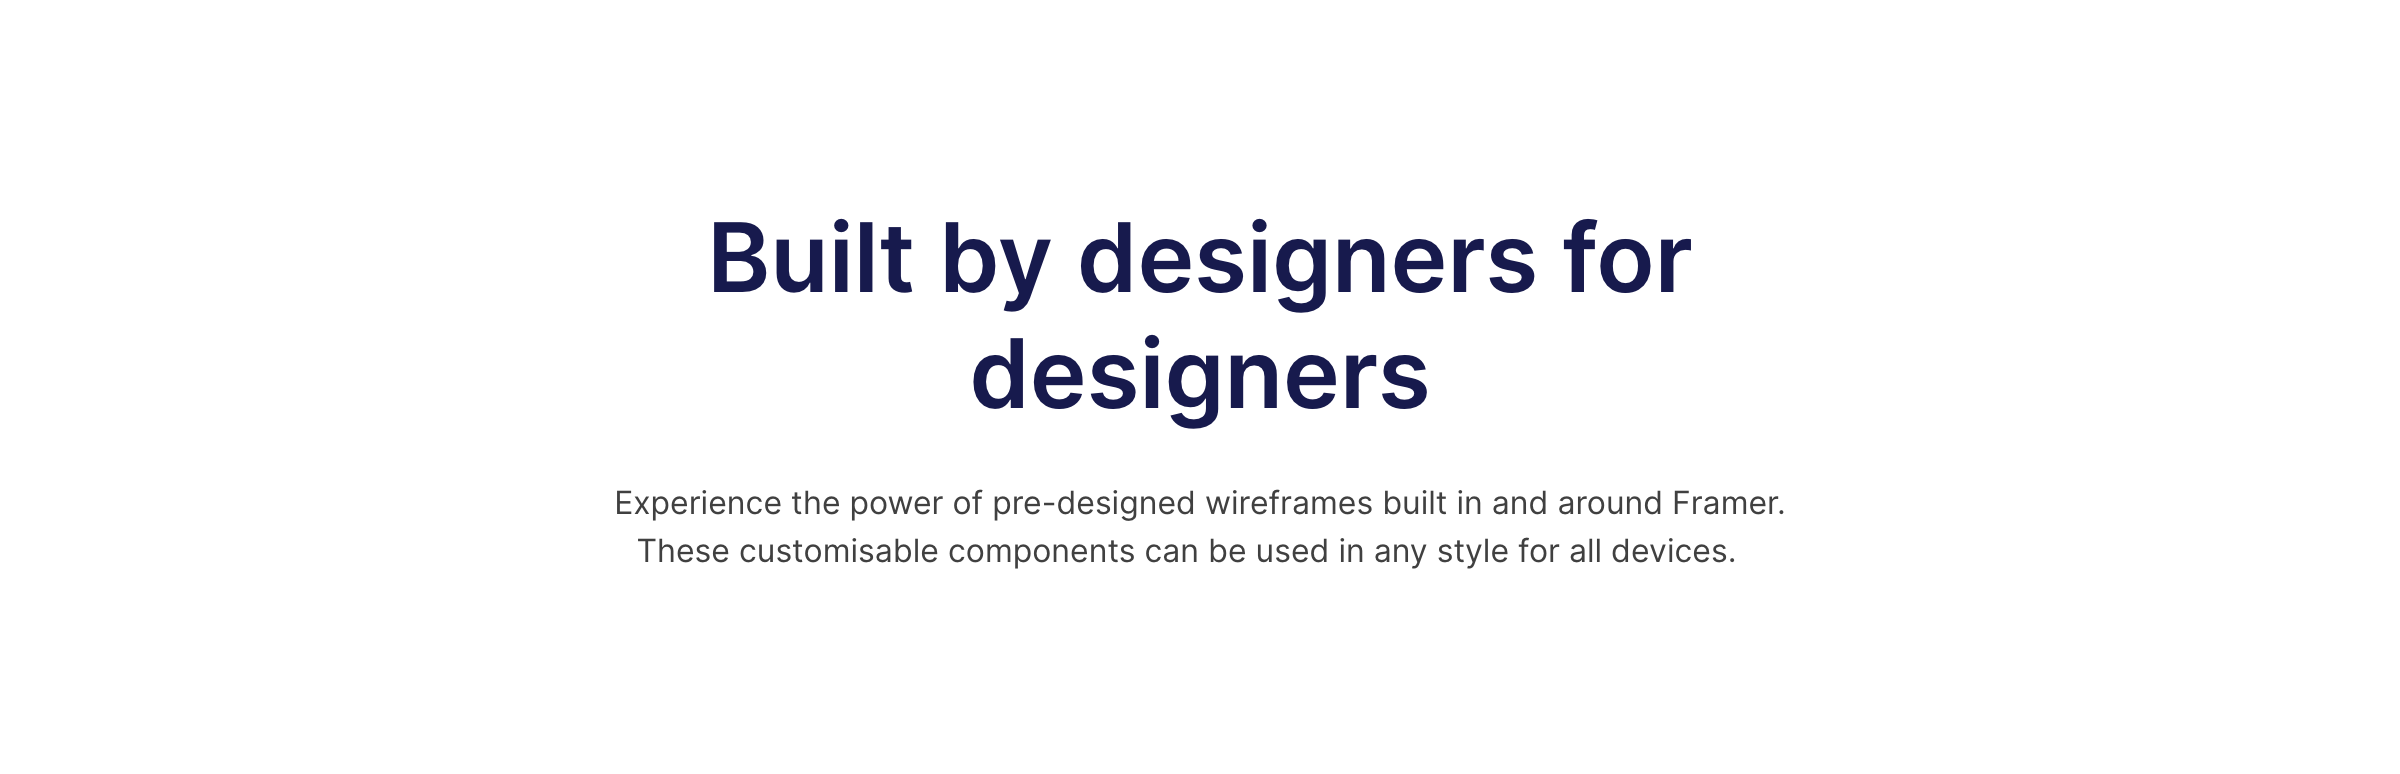 Built by designers for
designers
Experience the power of pre-designed wireframes built in and around Framer.
These customisable components can be used in any style for all devices.